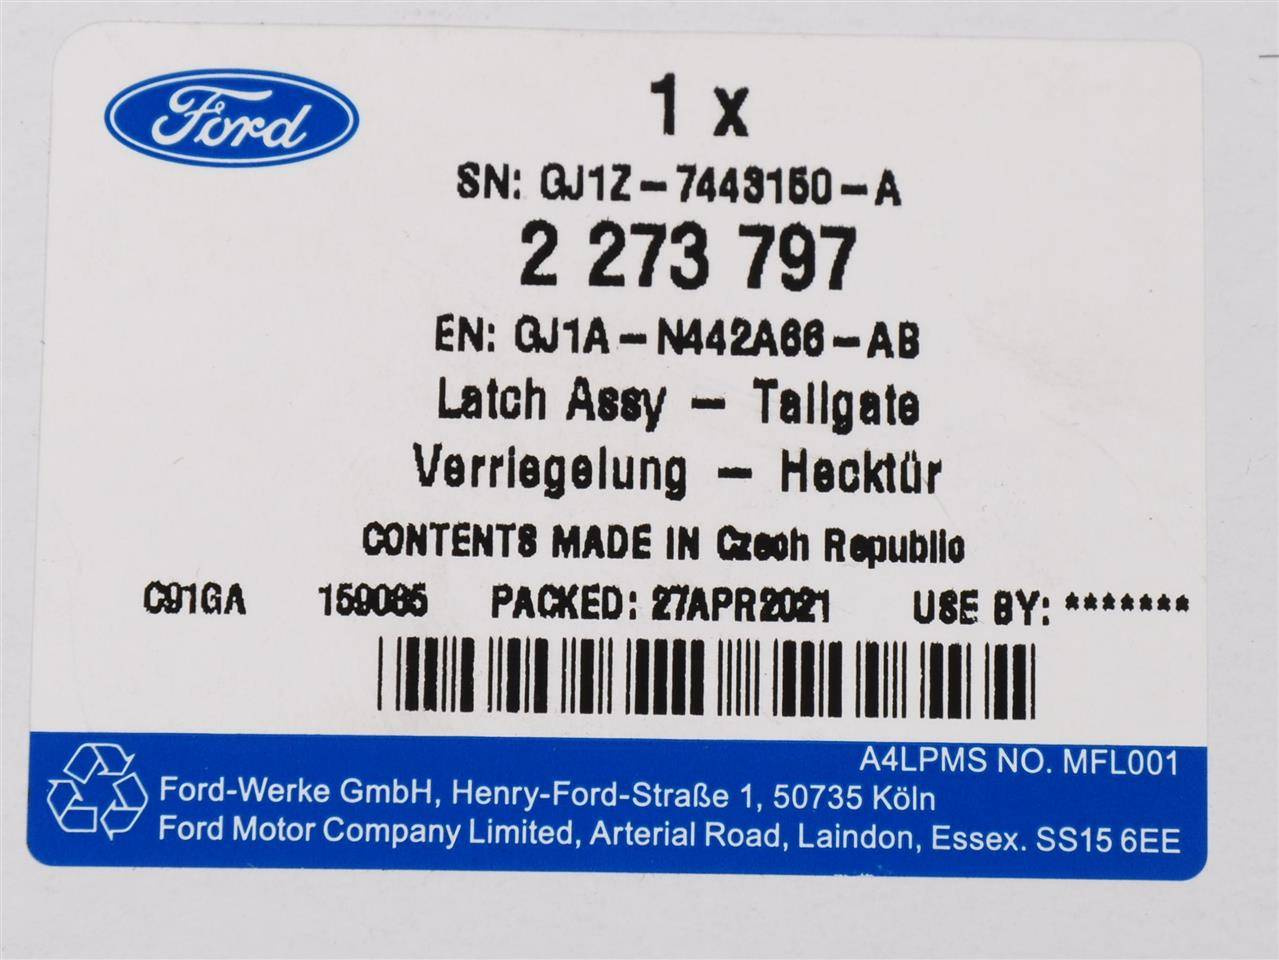 Ford
1 x
SN: GJ1Z-7443150-A
2 273 797
EN: GJ1A-N442A66-AB
Latch Assy - Tailgate
Verriegelung - Hecktür
CONTENTS MADE IN Czech Republic
C91GA 159085 PACKED: 27APR2021 USE BY: *******
A4LPMS NO. MFL001
Ford-Werke GmbH, Henry-Ford-Straße 1, 50735 Köln
Ford Motor Company Limited, Arterial Road, Laindon, Essex. SS15 6EE